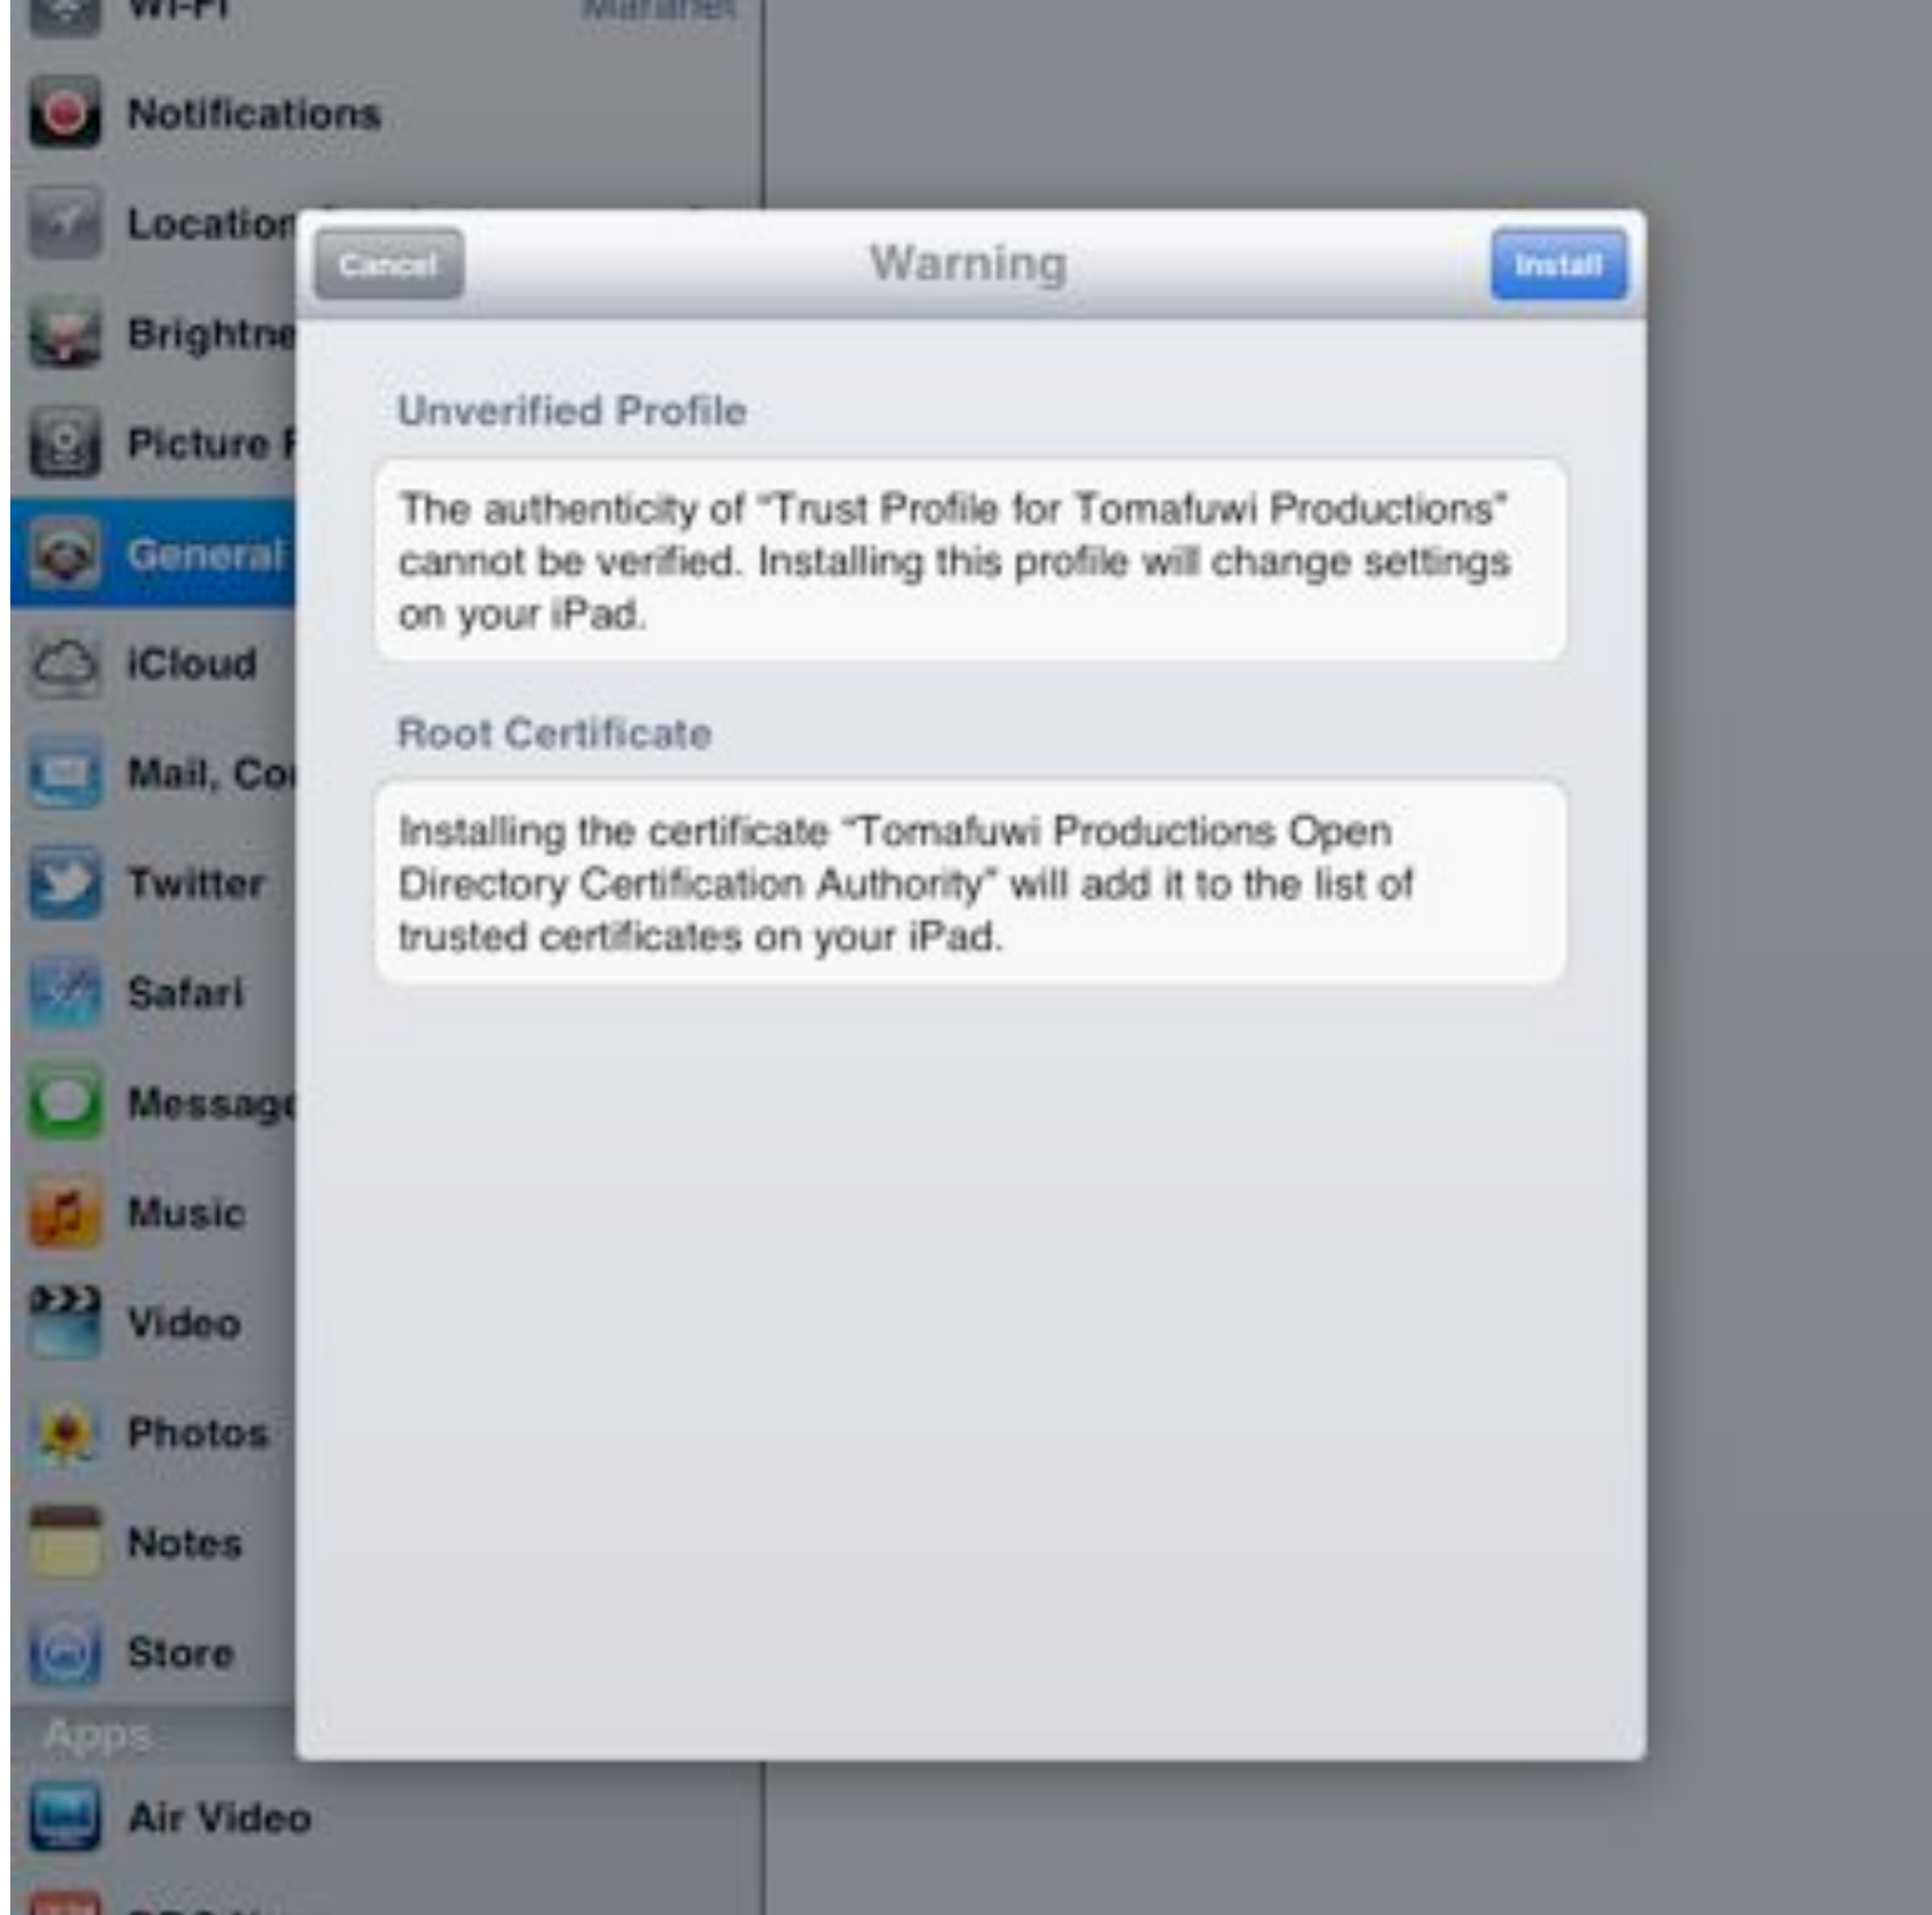 Wi-Fi
Notifications
Location
Cancel
Warning
Install
Brightne
Unverified Profile
Picture F
The authenticity of “Trust Profile for Tomafuwi Productions”
cannot be verified. Installing this profile will change settings
on your iPad.
General
iCloud
Root Certificate
Mail, Co
Installing the certificate “Tomafuwi Productions Open
Directory Certification Authority” will add it to the list of
trusted certificates on your iPad.
Twitter
Safari
Message
Music
Video
Photos
Notes
Store
Apps
Air Video